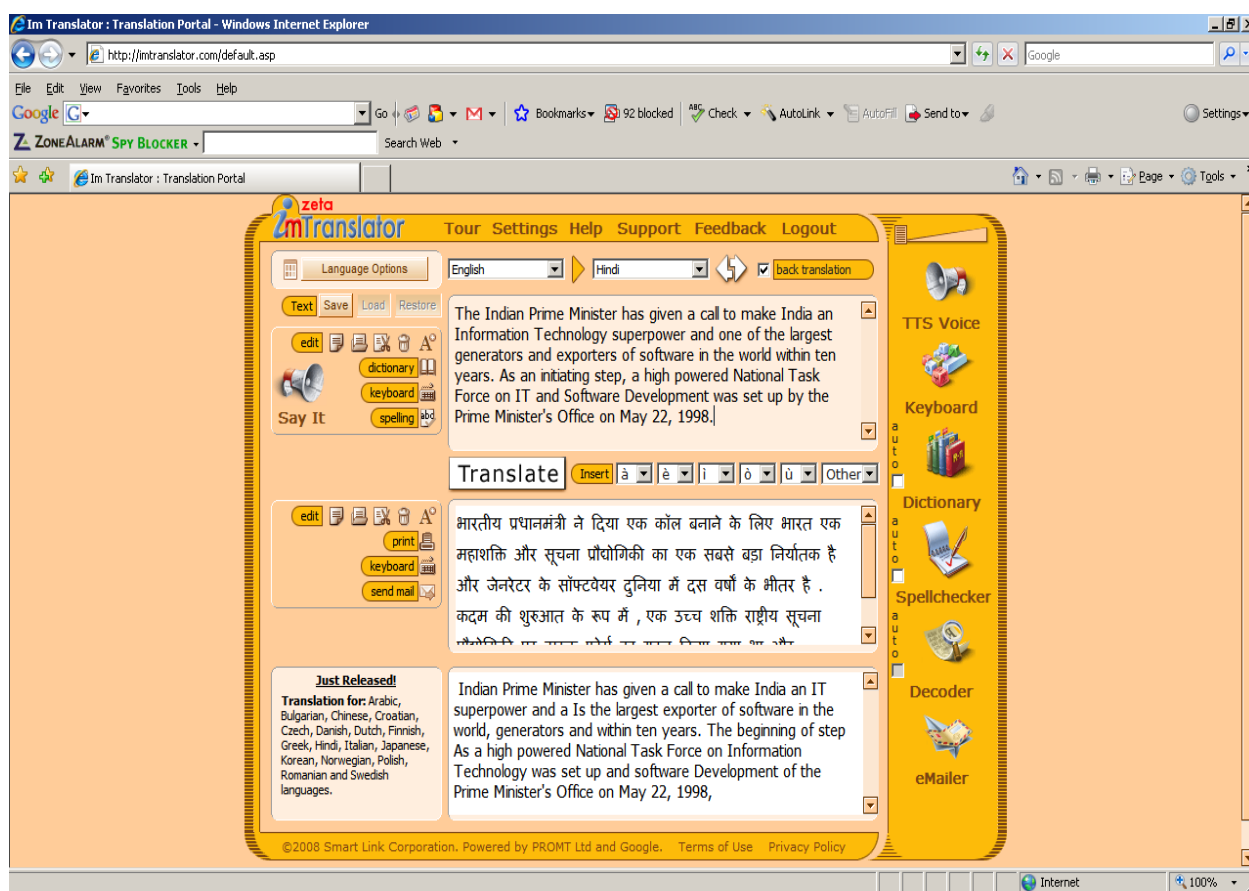 Im Translator : Translation Portal - Windows Internet Explorer
http://imtranslator.com/default.asp
Google
File Edit View Favorites Tools Help
Google G Go Bookmarks 92 blocked ABC Check AutoLink AutoFill Send to Settings
ZONEALARM® SPY BLOCKER Search Web
Im Translator : Translation Portal
Page Tools
zeta
imTranslator
Tour Settings Help Support Feedback Logout
Language Options
English Hindi back translation
Text Save Load Restore
edit
dictionary
keyboard
spelling
Say It
The Indian Prime Minister has given a call to make India an
Information Technology superpower and one of the largest
generators and exporters of software in the world within ten
years. As an initiating step, a high powered National Task
Force on IT and Software Development was set up by the
Prime Minister's Office on May 22, 1998.
Translate Insert à è ì ò ù Other
edit
print
keyboard
send mail
भारतीय प्रधानमंत्री ने दिया एक कॉल बनाने के लिए भारत एक
महाशक्ति और सूचना प्रौद्योगिकी का एक सबसे बड़ा निर्यातक है
और जेनरेटर के सॉफ्टवेयर दुनिया में दस वर्षों के भीतर है .
कदम की शुरुआत के रूप में , एक उच्च शक्ति राष्ट्रीय सूचना
Just Released!
Translation for: Arabic,
Bulgarian, Chinese, Croatian,
Czech, Danish, Dutch, Finnish,
Greek, Hindi, Italian, Japanese,
Korean, Norwegian, Polish,
Romanian and Swedish
languages.
Indian Prime Minister has given a call to make India an IT
superpower and a Is the largest exporter of software in the
world, generators and within ten years. The beginning of step
As a high powered National Task Force on Information
Technology was set up and software Development of the
Prime Minister's Office on May 22, 1998,
TTS Voice
Keyboard
auto
Dictionary
auto
Spellchecker
auto
Decoder
eMailer
©2008 Smart Link Corporation. Powered by PROMT Ltd and Google. Terms of Use Privacy Policy
Internet 100%